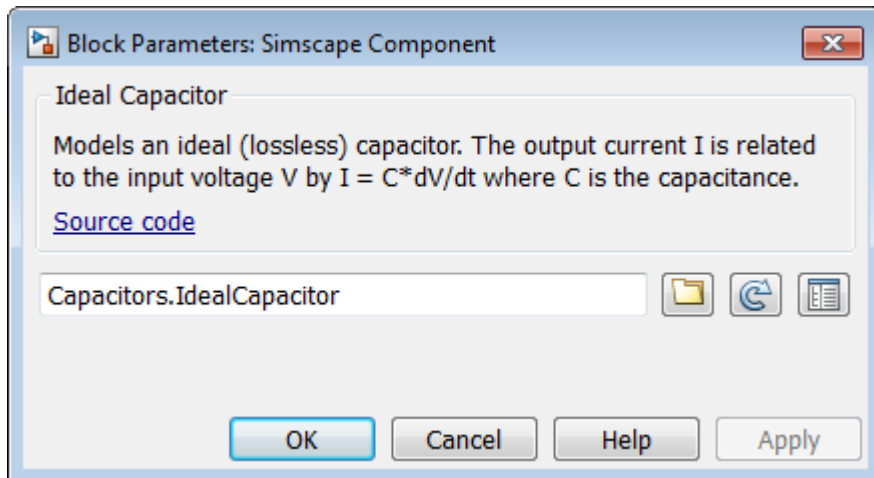 Block Parameters: Simscape Component
Ideal Capacitor
Models an ideal (lossless) capacitor. The output current I is related
to the input voltage V by I = C*dV/dt where C is the capacitance.
Source code
Capacitors.IdealCapacitor
OK Cancel Help Apply